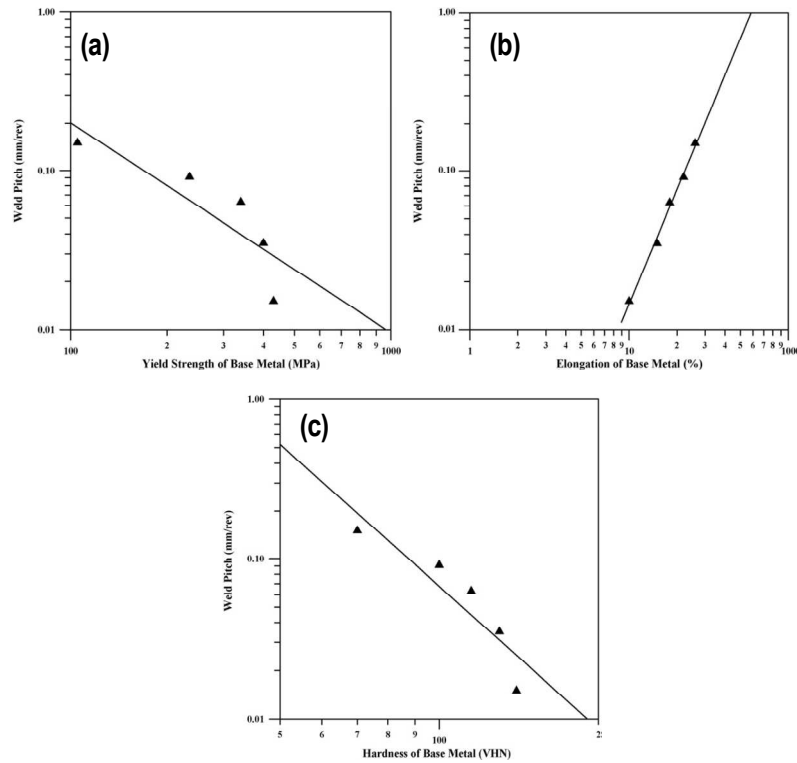 (a)
1.00
0.10
0.01
Weld Pitch (mm/rev)
100 2 3 4 5 6 7 8 9 1000
Yield Strength of Base Metal (MPa)
(b)
1.00
0.10
0.01
Weld Pitch (mm/rev)
1 2 3 4 5 6 7 8 9 10 2 3 4 5 6 7 8 9 100
Elongation of Base Metal (%)
(c)
1.00
0.10
0.01
Weld Pitch (mm/rev)
5 6 7 8 9 100
Hardness of Base Metal (VHN)